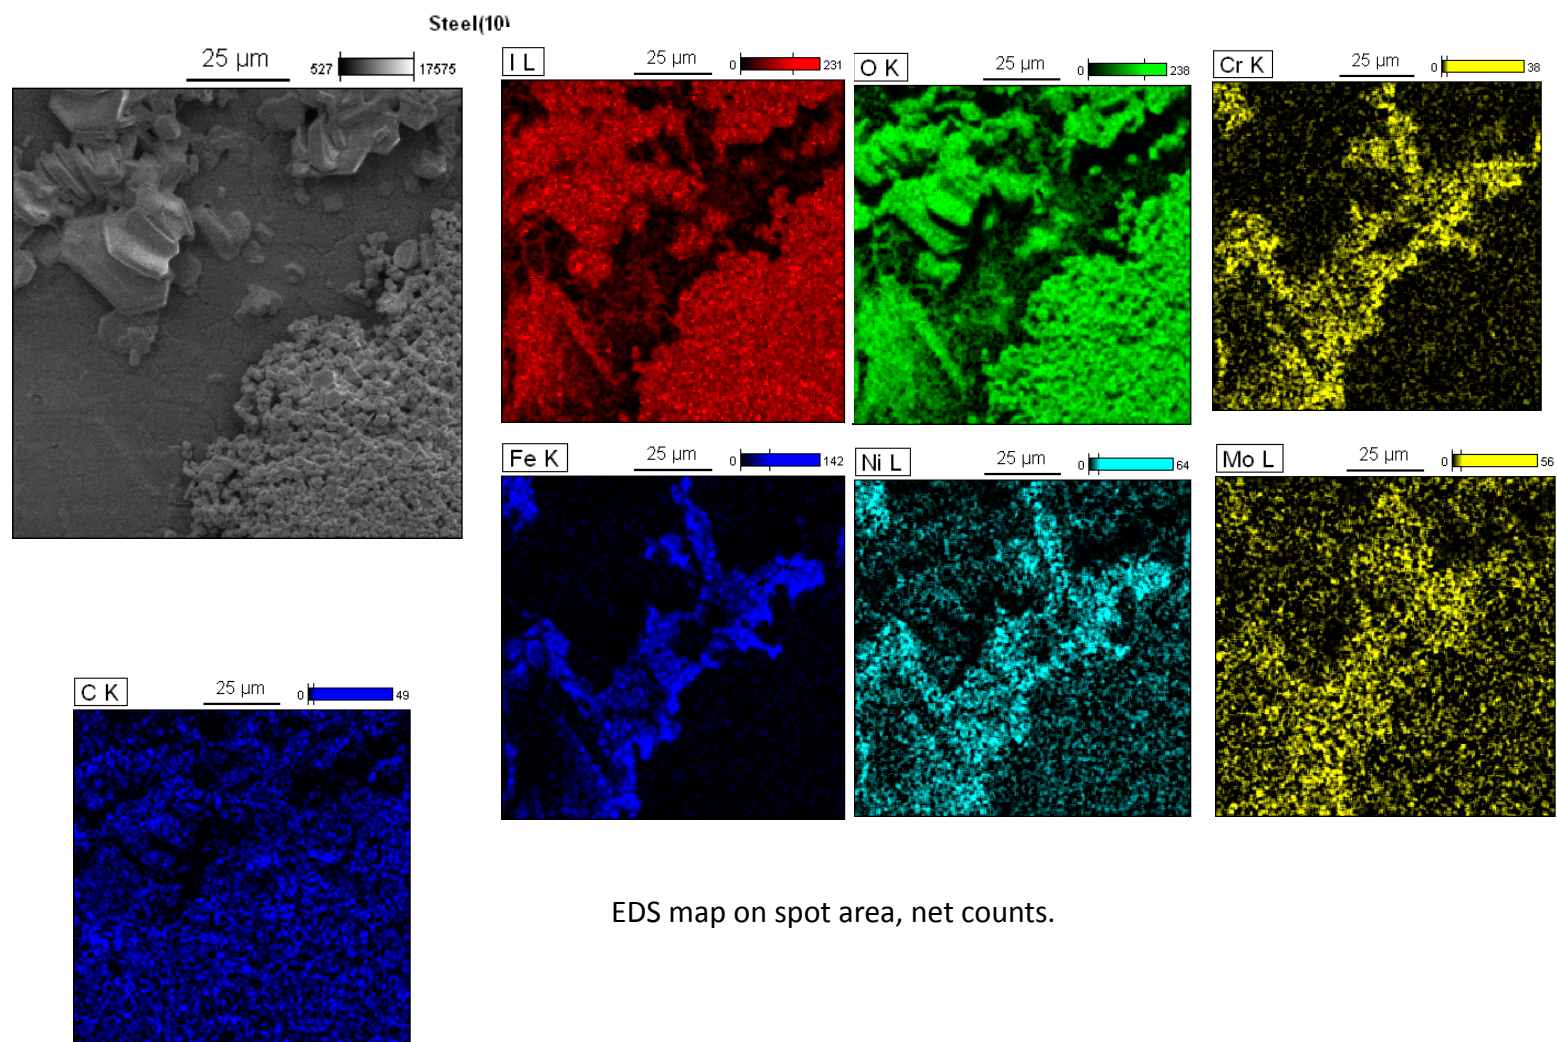 Steel(10)
25 µm
527 17575
I L 25 µm 0 231
O K 25 µm 0 238
Cr K 25 µm 0 38
Fe K 25 µm 0 142
Ni L 25 µm 0 64
Mo L 25 µm 0 56
C K 25 µm 0 49
EDS map on spot area, net counts.